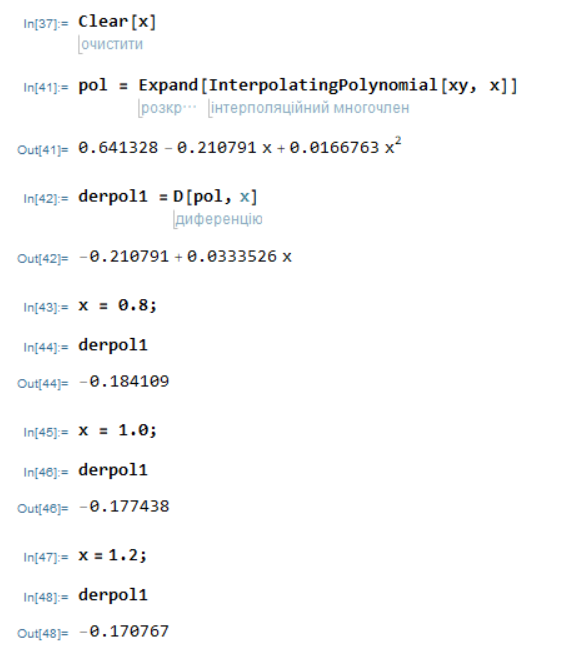 In[37]:= Clear[x]
очистити
In[41]:= pol = Expand[InterpolatingPolynomial[xy, x]]
розкр⋯ інтерполяційний многочлен
Out[41]= 0.641328 - 0.210791 x + 0.0166763 x²
In[42]:= derpol1 = D[pol, x]
диференцію
Out[42]= -0.210791 + 0.0333526 x
In[43]:= x = 0.8;
In[44]:= derpol1
Out[44]= -0.184109
In[45]:= x = 1.0;
In[46]:= derpol1
Out[46]= -0.177438
In[47]:= x = 1.2;
In[48]:= derpol1
Out[48]= -0.170767